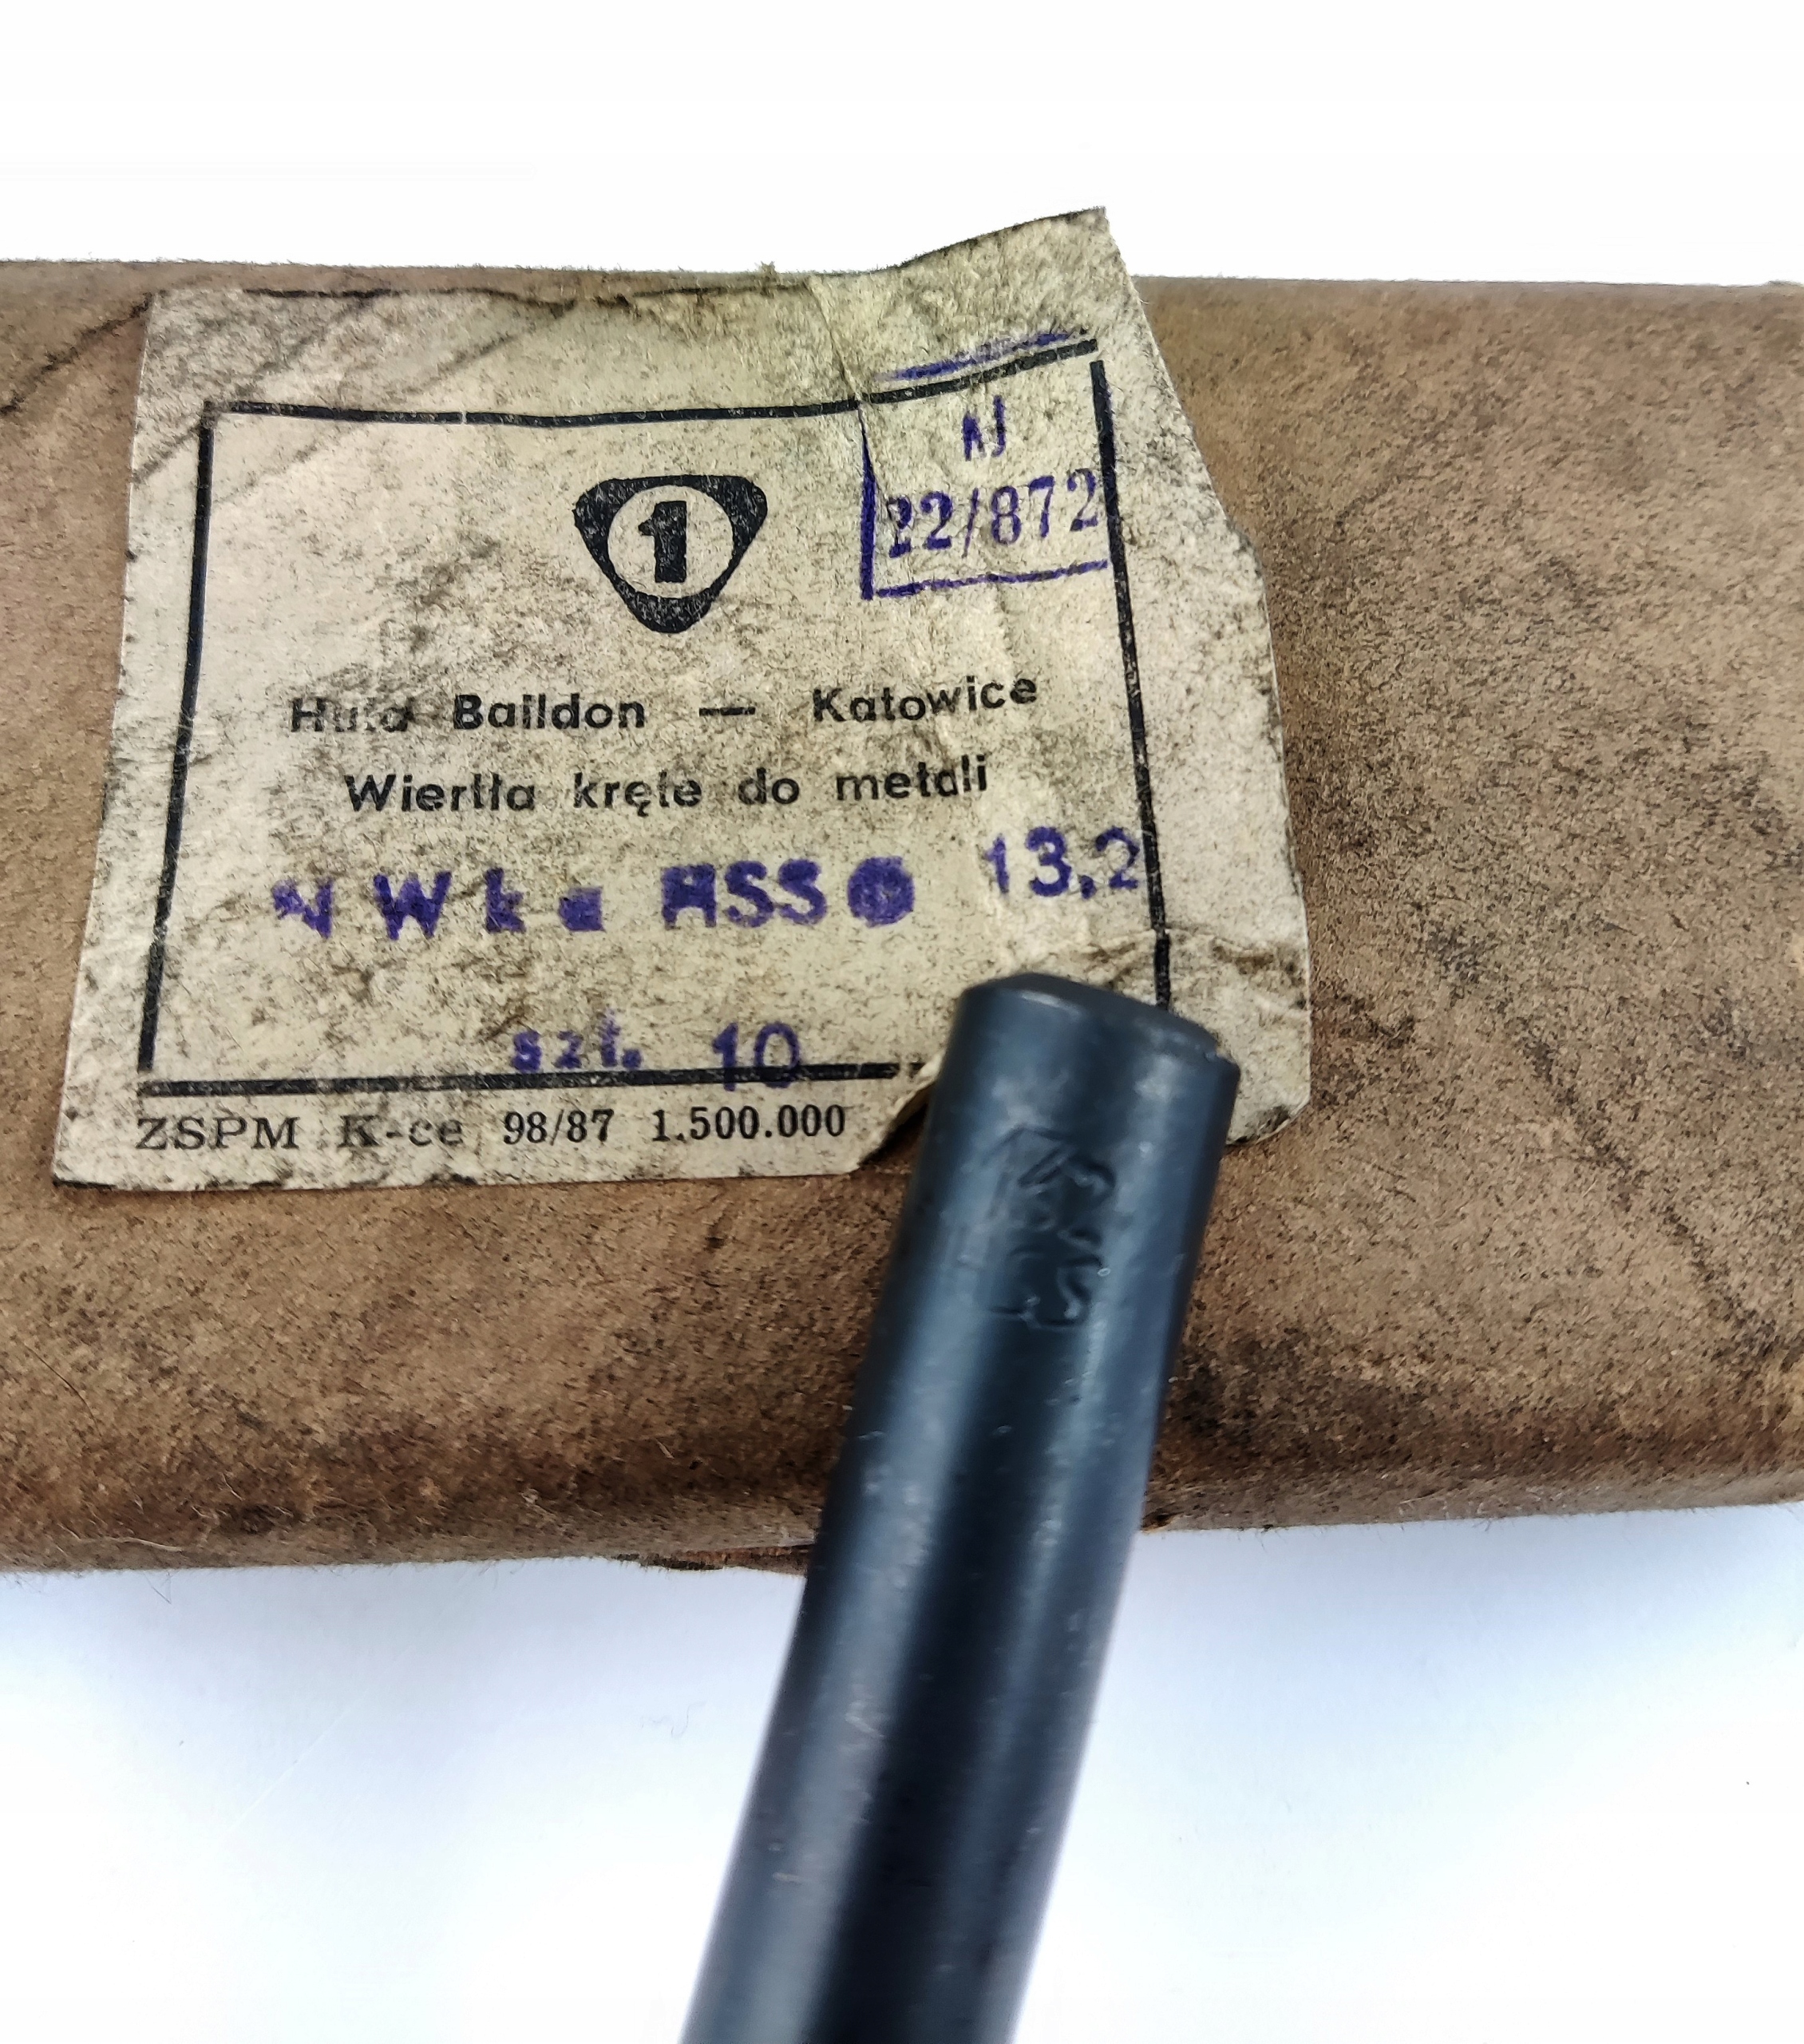 1
NJ
22/872
Huta Baildon — Katowice
Wiertła kręte do metali
NWka HSS 13,2
szt. 10
ZSPM K-ce 98/87 1.500.000